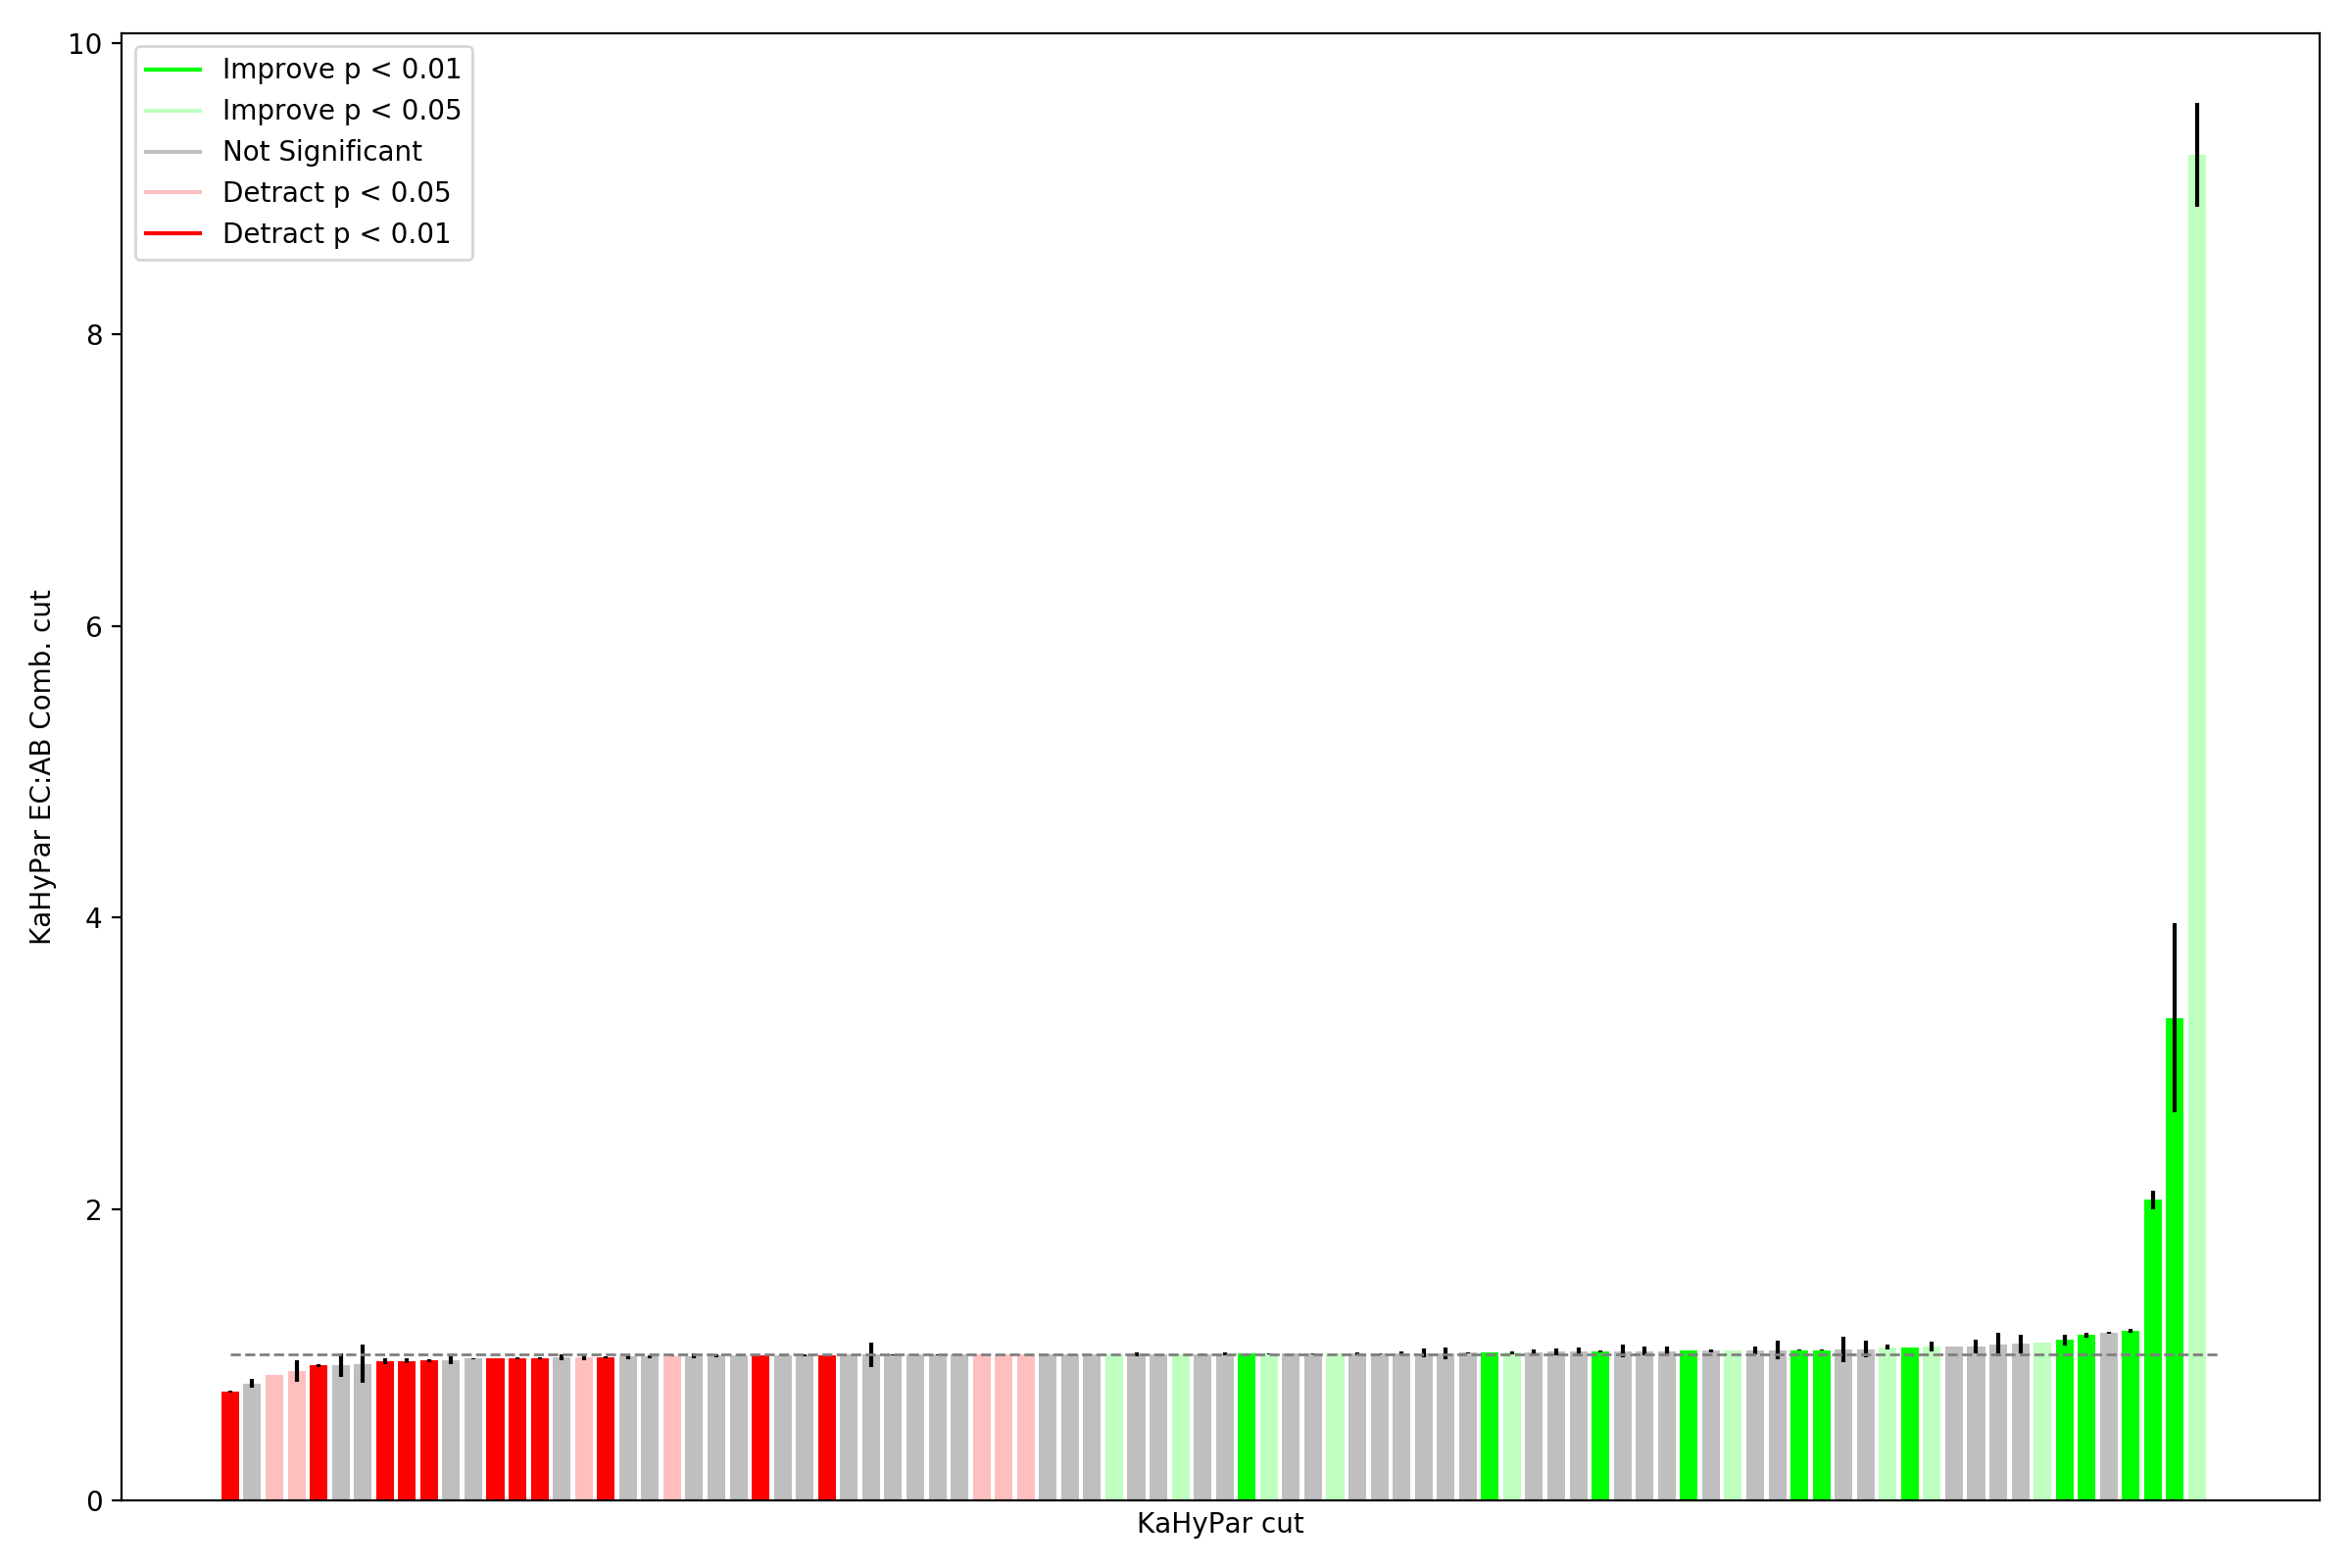 10
8
6
4
2
0
KaHyPar EC:AB Comb. cut
Improve p < 0.01
Improve p < 0.05
Not Significant
Detract p < 0.05
Detract p < 0.01
KaHyPar cut